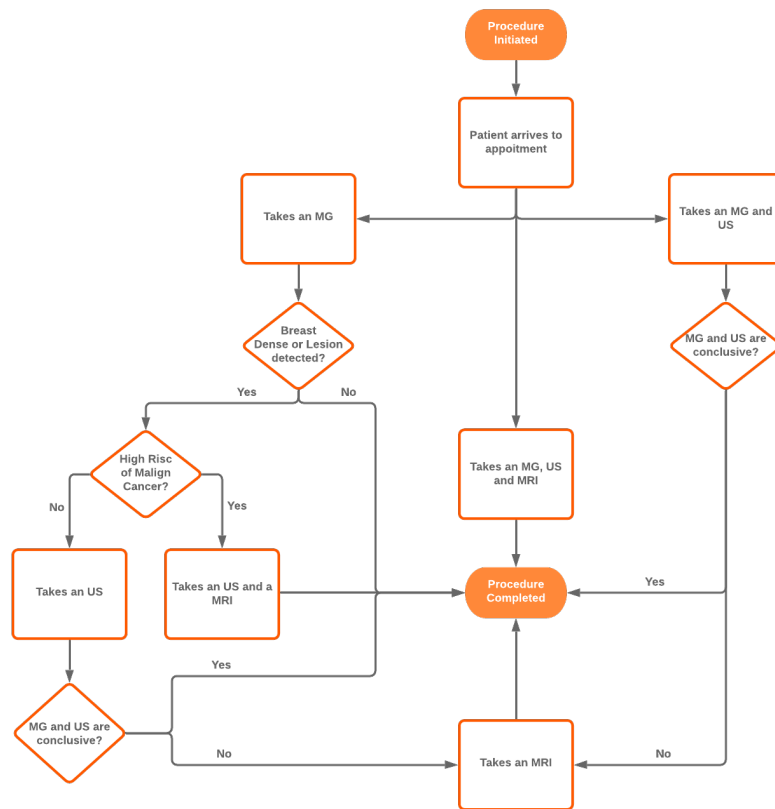 Procedure
Initiated
Patient arrives to
appoitment
Takes an MG
Takes an MG and
US
Breast
Dense or Lesion
detected?
MG and US are
conclusive?
Yes
No
High Risc
of Malign
Cancer?
Takes an MG, US
and MRI
No
Yes
Takes an US
Takes an US and a
MRI
Procedure
Completed
Yes
Yes
MG and US are
conclusive?
No
Takes an MRI
No